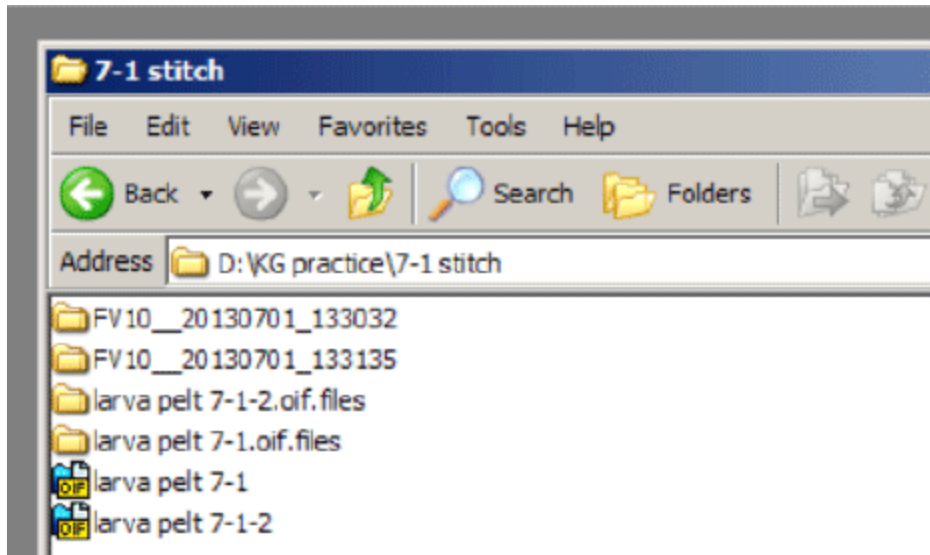 7-1 stitch
File Edit View Favorites Tools Help
Back Search Folders
Address D:\KG practice\7-1 stitch
FV10__20130701_133032
FV10__20130701_133135
larva pelt 7-1-2.oif.files
larva pelt 7-1.oif.files
OIF larva pelt 7-1
OIF larva pelt 7-1-2